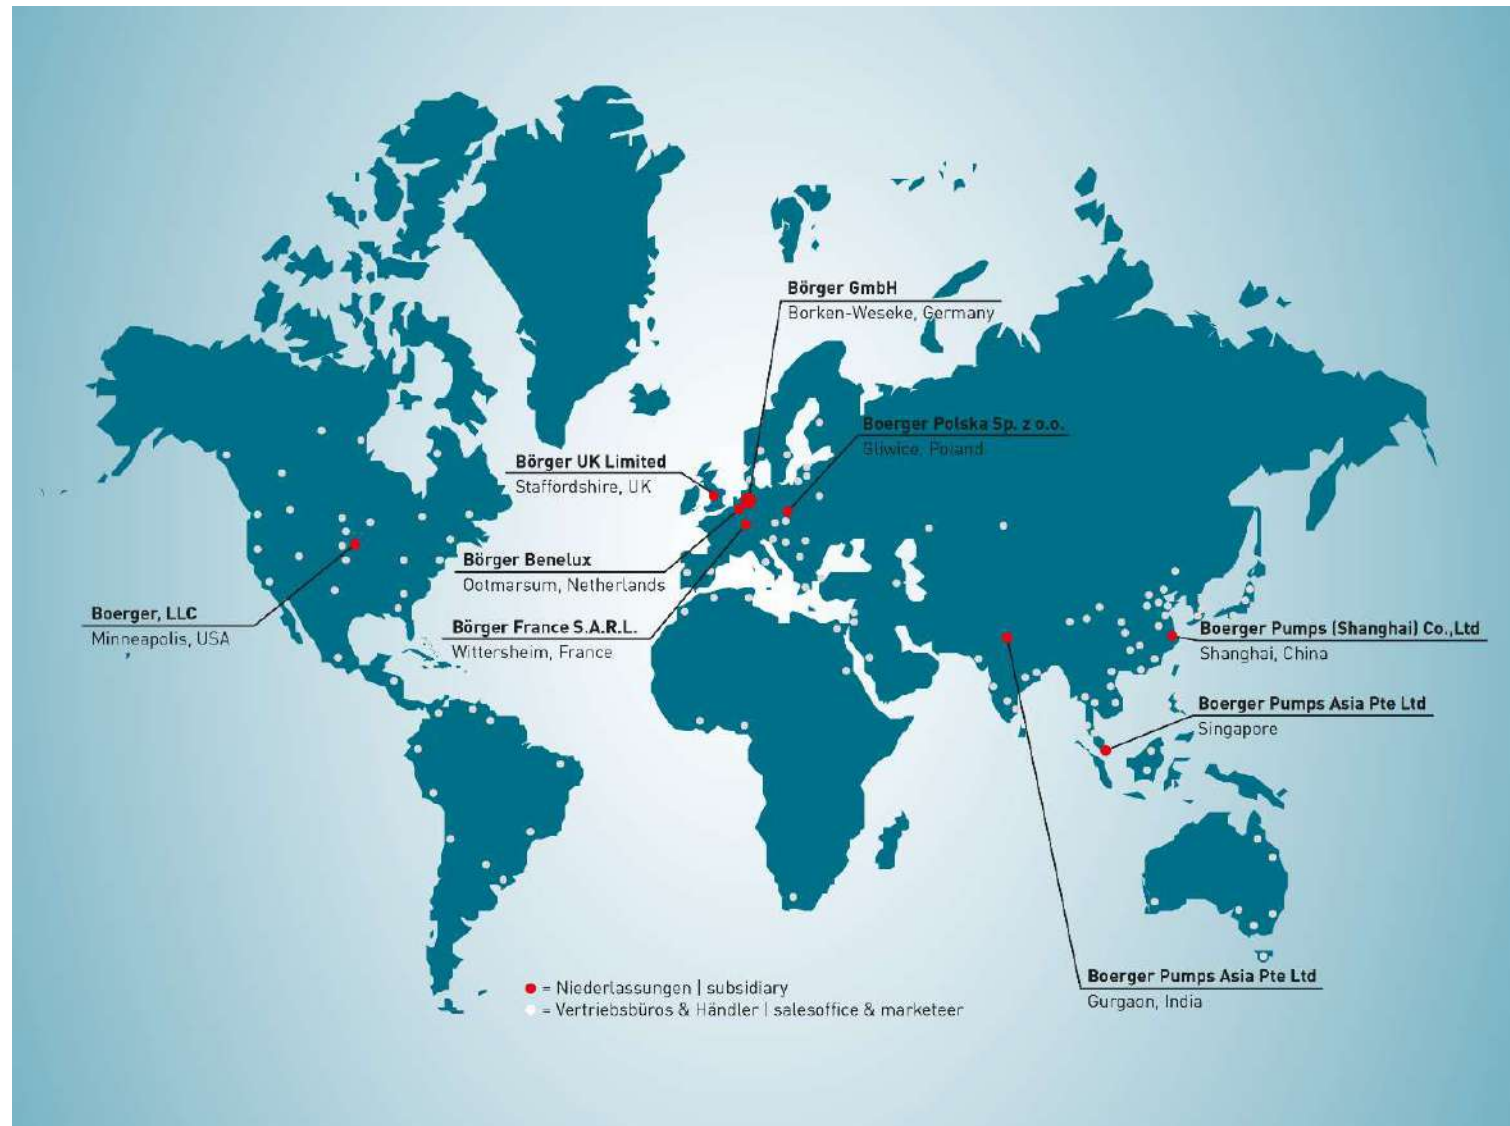 Börger GmbH
Borken-Weseke, Germany
Boerger Polska Sp. z o.o.
Gliwice, Poland
Börger UK Limited
Staffordshire, UK
Börger Benelux
Ootmarsum, Netherlands
Boerger, LLC
Minneapolis, USA
Börger France S.A.R.L.
Wittersheim, France
Boerger Pumps (Shanghai) Co.,Ltd
Shanghai, China
Boerger Pumps Asia Pte Ltd
Singapore
Boerger Pumps Asia Pte Ltd
Gurgaon, India
= Niederlassungen | subsidiary
= Vertriebsbüros & Händler | salesoffice & marketeer